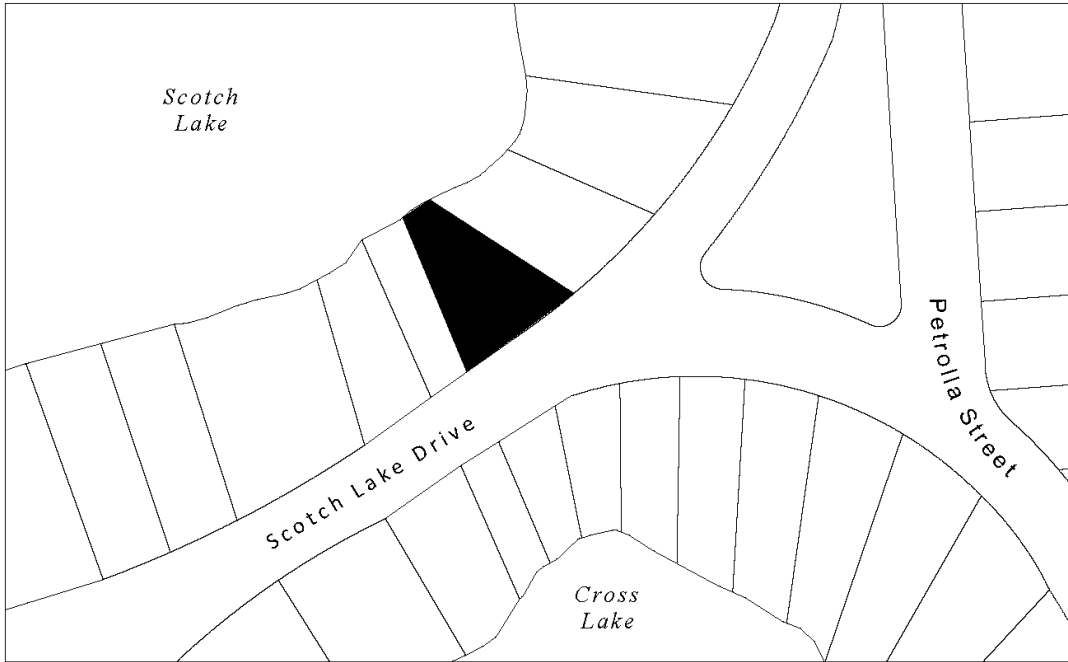 Scotch
Lake
Petrolla Street
Scotch Lake Drive
Cross
Lake